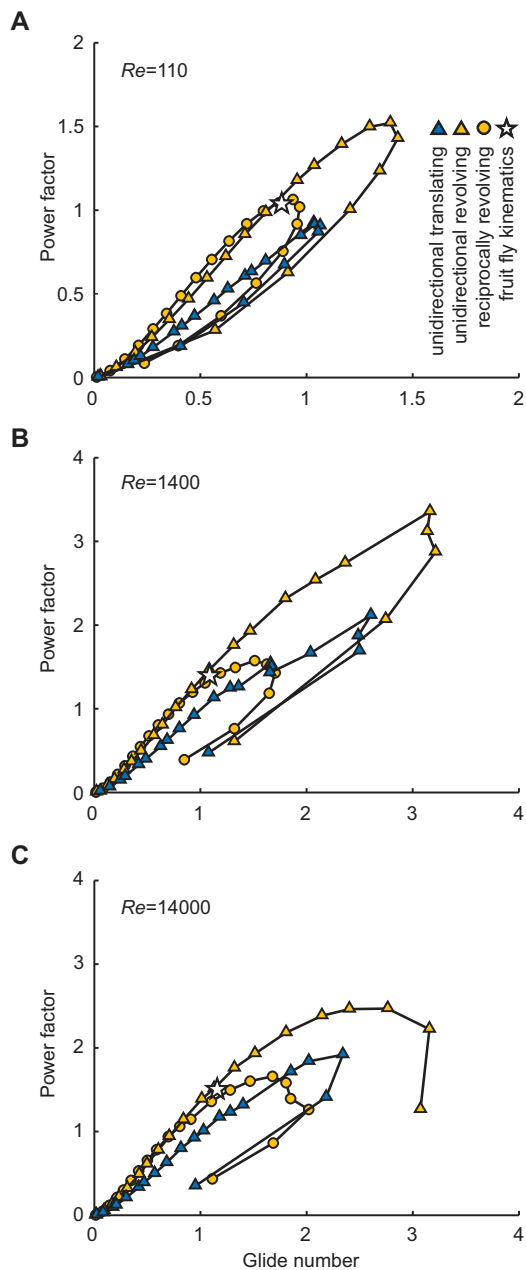 A
Re=110
2
1.5
1
0.5
0
Power factor
0
0.5
1
1.5
2
unidirectional translating
unidirectional revolving
reciprocally revolving
fruit fly kinematics
B
Re=1400
4
3
2
1
0
Power factor
0
1
2
3
4
C
Re=14000
4
3
2
1
0
Power factor
0
1
2
3
4
Glide number